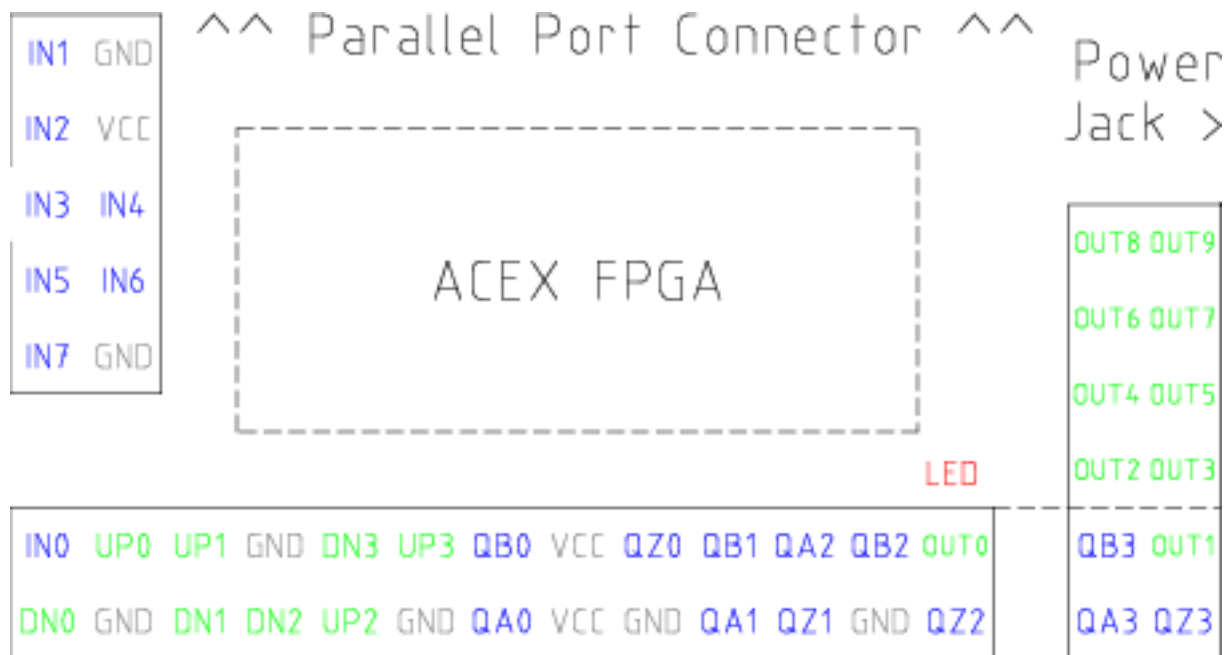 ^^ Parallel Port Connector ^^
Power
Jack >
IN1 GND
IN2 VCC
IN3 IN4
IN5 IN6
IN7 GND
ACEX FPGA
OUT8 OUT9
OUT6 OUT7
OUT4 OUT5
OUT2 OUT3
LED
IN0 UP0 UP1 GND DN3 UP3 QB0 VCC QZ0 QB1 QA2 QB2 OUT0
DN0 GND DN1 DN2 UP2 GND QA0 VCC GND QA1 QZ1 GND QZ2
QB3 OUT1
QA3 QZ3